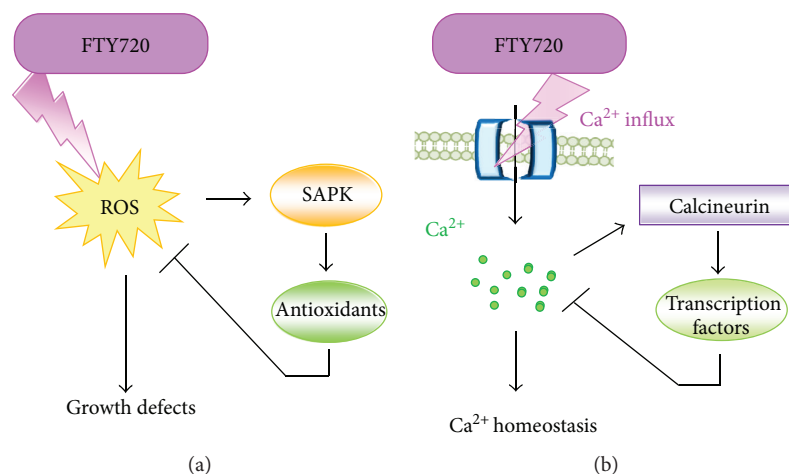 FTY720
ROS
SAPK
Antioxidants
Growth defects
(a)
FTY720
Ca²⁺ influx
Ca²⁺
Calcineurin
Transcription
factors
Ca²⁺ homeostasis
(b)